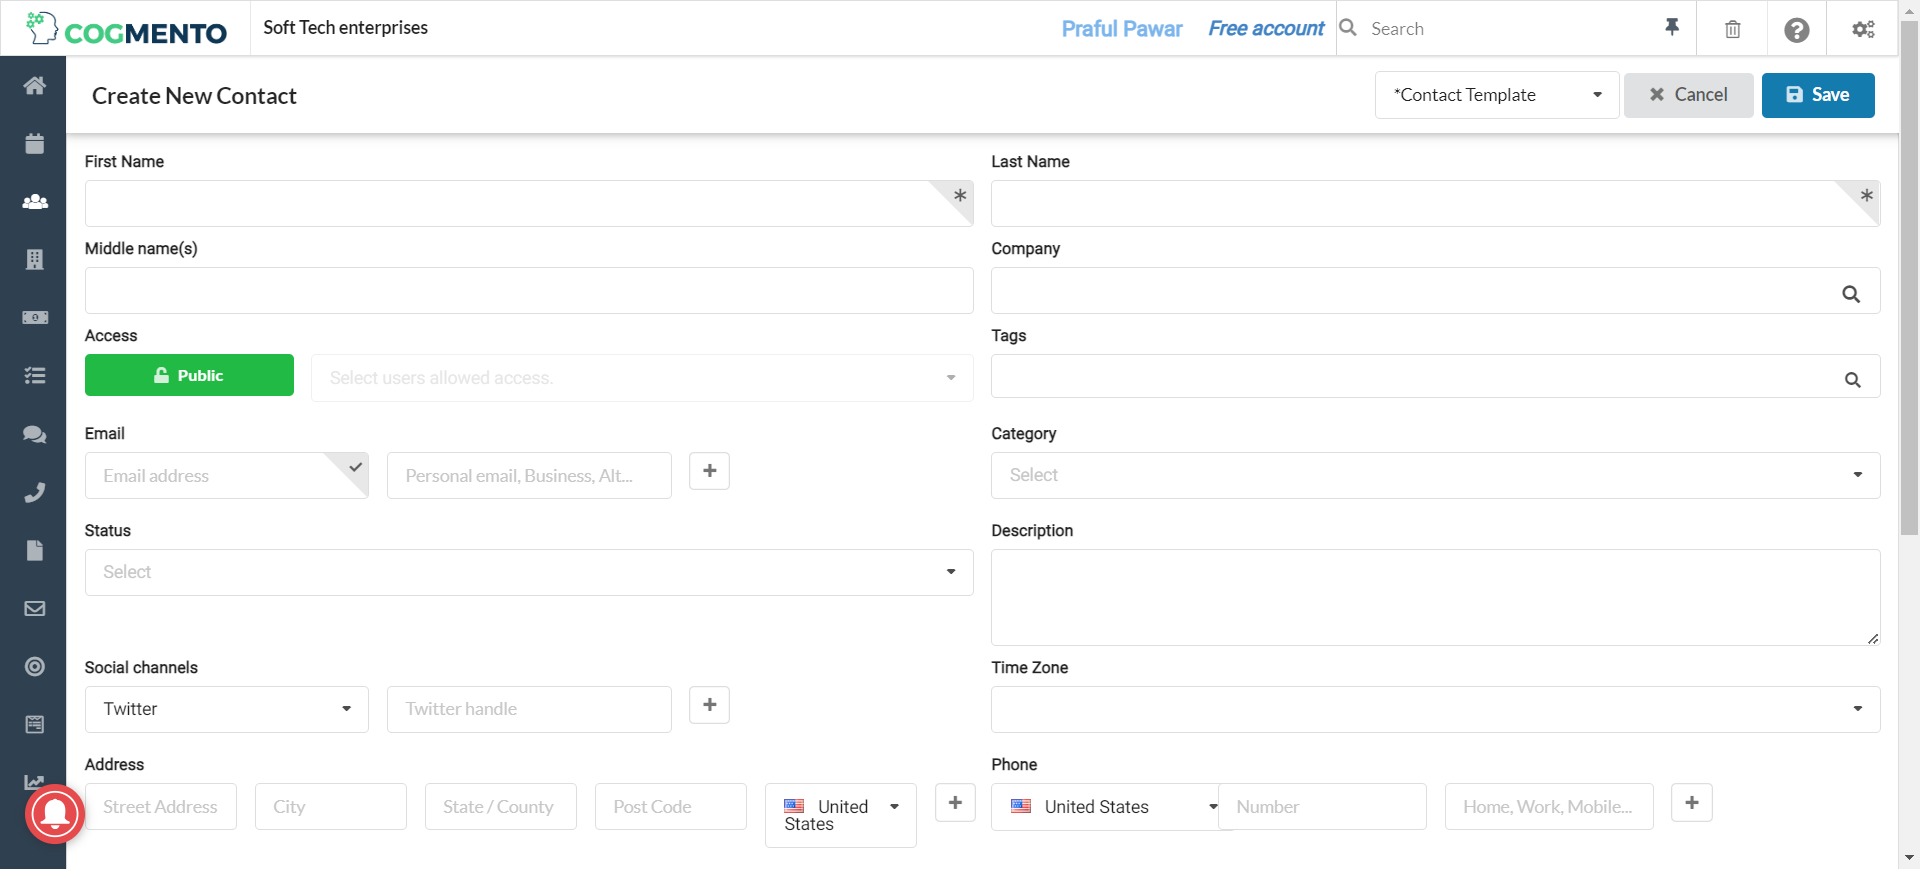 COGMENTO
Soft Tech enterprises
Praful Pawar
Free account
Search
Create New Contact
*Contact Template
Cancel
Save
First Name
Last Name
*
*
Middle name(s)
Company
Access
Tags
Public
Select users allowed access.
Email
Category
Email address
Personal email, Business, Alt...
Select
Status
Description
Select
Social channels
Time Zone
Twitter
Twitter handle
Address
Phone
Street Address
City
State / County
Post Code
United
States
United States
Number
Home, Work, Mobile...